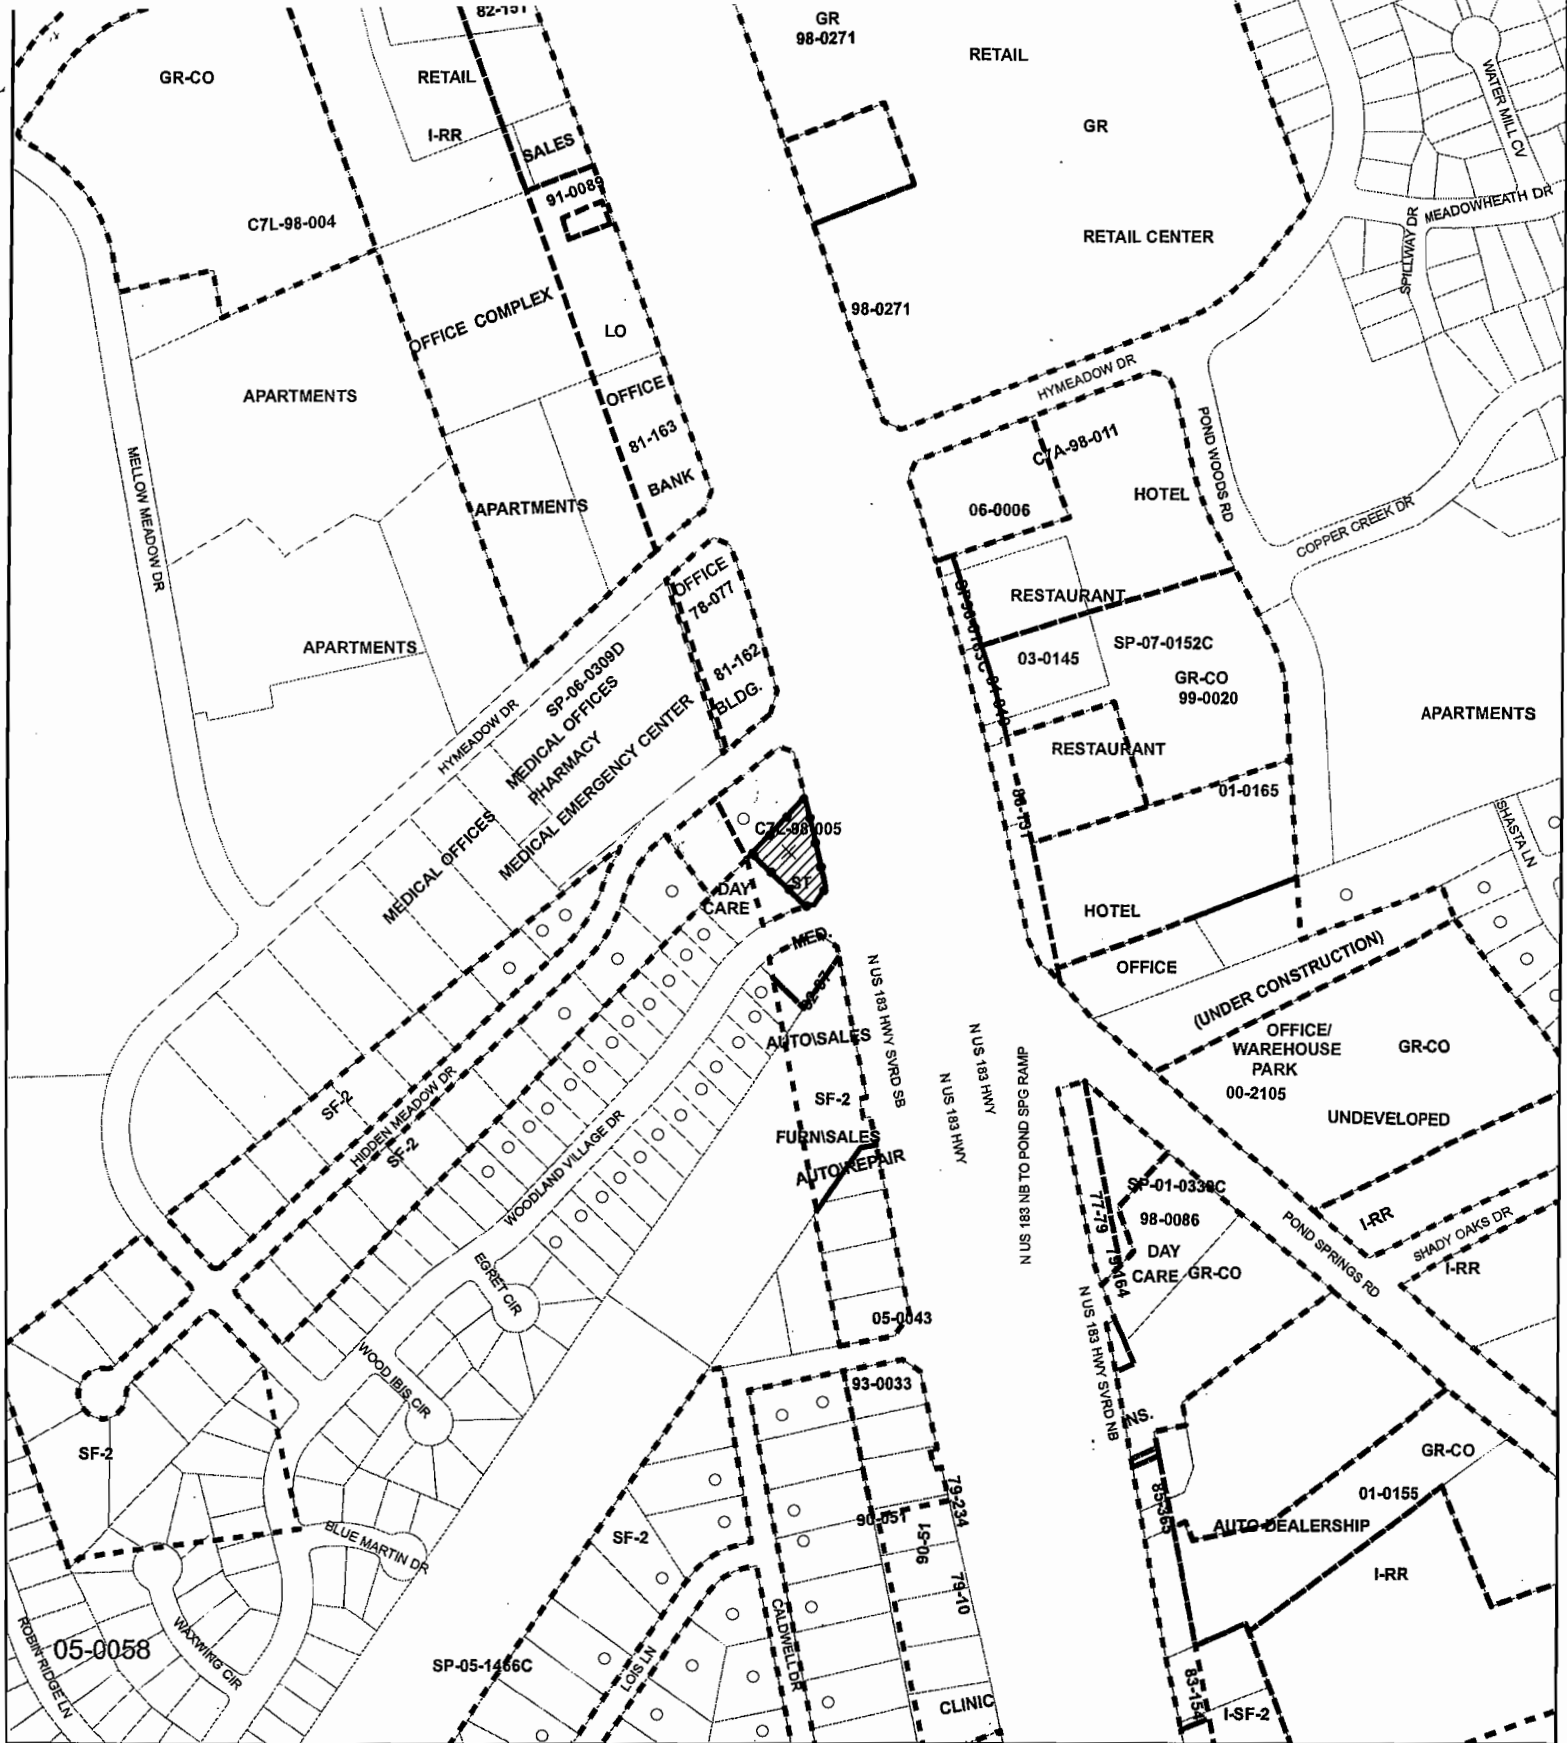 82-151
GR
98-0271
RETAIL
GR-CO
RETAIL
I-RR
SALES
GR
WATER MILL CV
91-0089
C7L-98-004
MEADOWHEATH DR
SPILLWAY DR
RETAIL CENTER
98-0271
OFFICE COMPLEX
LO
HYMEADOW DR
APARTMENTS
OFFICE
81-163
BANK
C7A-98-011
POND WOODS RD
HOTEL
06-0006
MELLOW MEADOW DR
APARTMENTS
COPPER CREEK DR
OFFICE
78-077
RESTAURANT
APARTMENTS
SP-06-0309D
81-162
BLDG.
03-0145
SP-07-0152C
GR-CO
99-0020
APARTMENTS
HYMEADOW DR
MEDICAL OFFICES
PHARMACY
MEDICAL EMERGENCY CENTER
RESTAURANT
01-0165
MEDICAL OFFICES
C7L-98-005
SHASTA LN
ST
DAY
CARE
HOTEL
MED.
OFFICE
(UNDER CONSTRUCTION)
N US 183 HWY SVRD SB
AUTO\SALES
OFFICE/
WAREHOUSE
PARK
GR-CO
00-2105
N US 183 HWY
N US 183 HWY
N US 183 NB TO POND SPG RAMP
SF-2
SF-2
UNDEVELOPED
HIDDEN MEADOW DR
SF-2
FURN\SALES
AUTO\REPAIR
WOODLAND VILLAGE DR
77-79
98-0086
I-RR
SHADY OAKS DR
POND SPRINGS RD
DAY
CARE
GR-CO
I-RR
EGRET CIR
05-0043
N US 183 HWY SVRD NB
WOOD IBIS CIR
93-0033
INS.
SF-2
GR-CO
79-234
85-365
01-0155
90-051
90-51
AUTO DEALERSHIP
SF-2
BLUE MARTIN DR
I-RR
79-10
CALDWELL DR
ROBIN RIDGE LN
05-0058
WAXWING CIR
SP-05-1466C
LOIS LN
CLINIC
83-154
I-SF-2